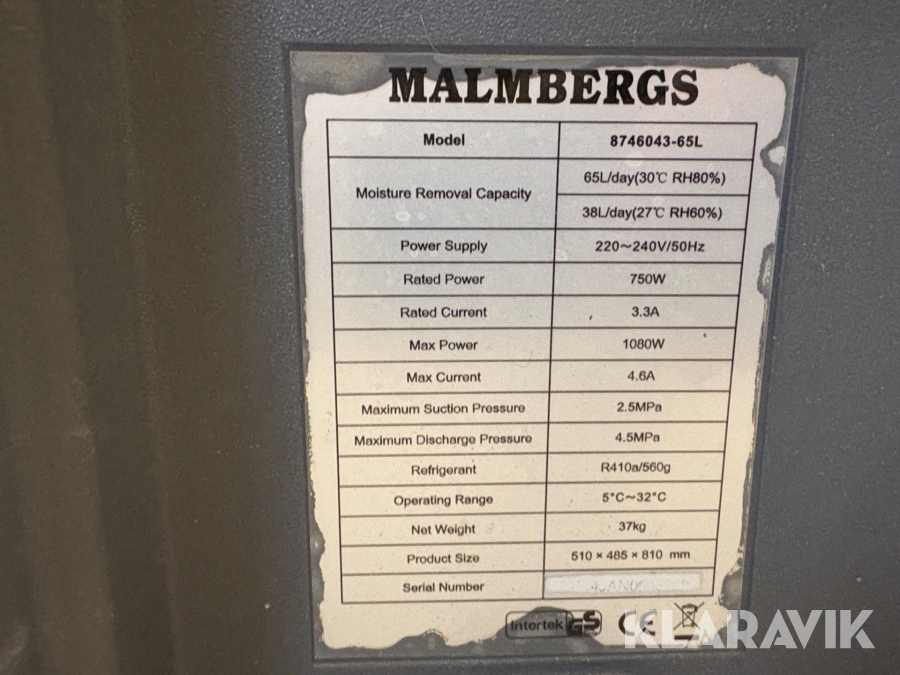 MALMBERGS
Model 8746043-65L
Moisture Removal Capacity 65L/day(30℃ RH80%)
38L/day(27℃ RH60%)
Power Supply 220～240V/50Hz
Rated Power 750W
Rated Current 3.3A
Max Power 1080W
Max Current 4.6A
Maximum Suction Pressure 2.5MPa
Maximum Discharge Pressure 4.5MPa
Refrigerant R410a/560g
Operating Range 5°C～32°C
Net Weight 37kg
Product Size 510 × 485 × 810 mm
Serial Number
Intertek GS CE
KLARAVIK